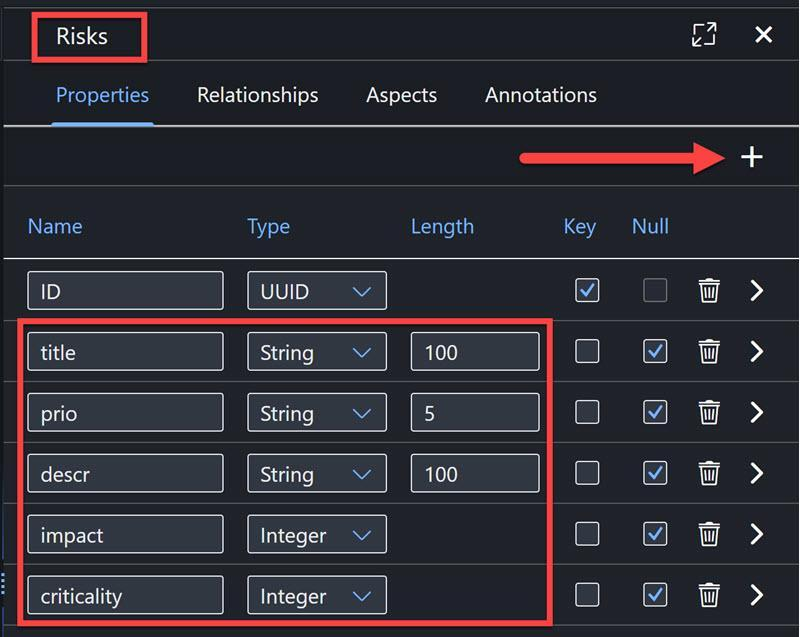 Risks
Properties Relationships Aspects Annotations
Name Type Length Key Null
ID UUID
title String 100
prio String 5
descr String 100
impact Integer
criticality Integer